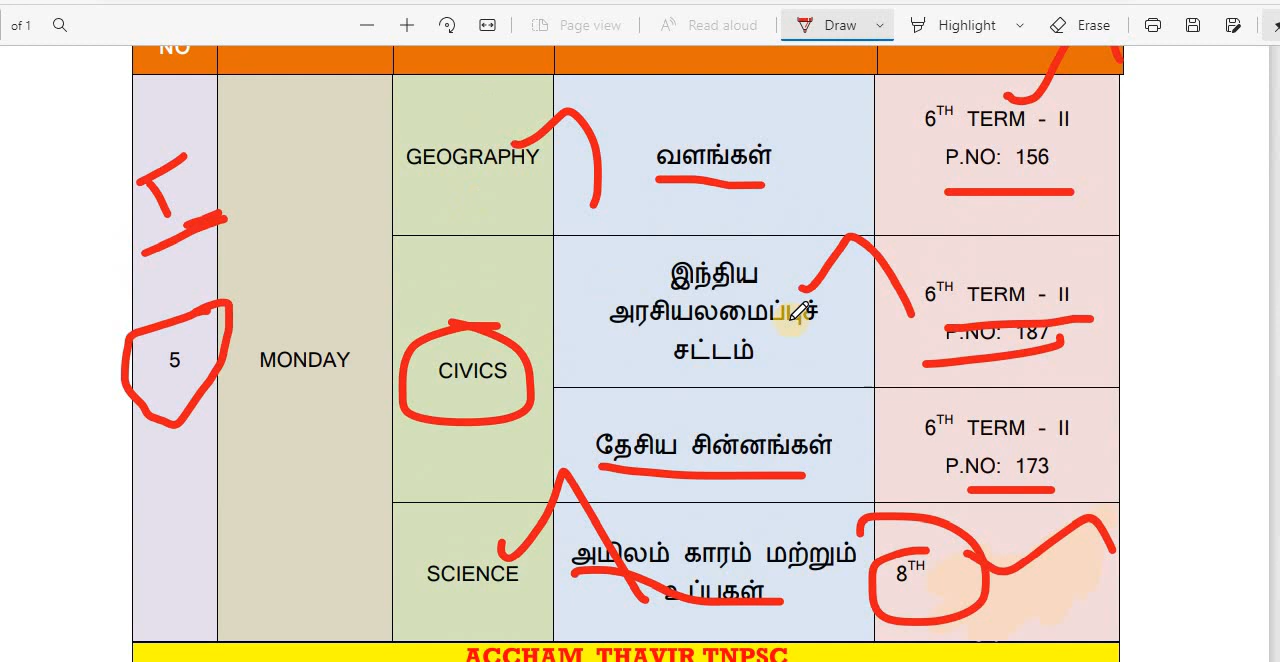 of 1
Page view
Read aloud
Draw
Highlight
Erase
NO
GEOGRAPHY
வளங்கள்
6TH TERM - II
P.NO: 156
5
MONDAY
CIVICS
இந்திய
அரசியலமைப்புச்
சட்டம்
6TH TERM - II
P.NO: 187
தேசிய சின்னங்கள்
6TH TERM - II
P.NO: 173
SCIENCE
அமிலம் காரம் மற்றும்
உப்புகள்
8TH
ACCHAM THAVIR TNPSC